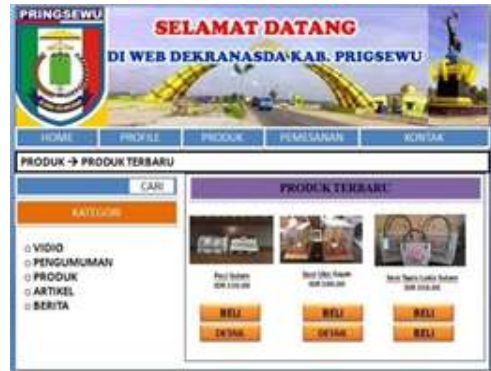 PRINGSEWU
SELAMAT DATANG
DI WEB DEKRANASDA KAB. PRIGSEWU
HOME PROFILE PRODUK PEMESANAN KONTAK
PRODUK → PRODUK TERBARU
CARI
KATEGORI
VIDIO
PENGUMUMAN
PRODUK
ARTIKEL
BERITA
PRODUCK TERBARU
BELI BELI BELI
DETAIL DETAIL BELI